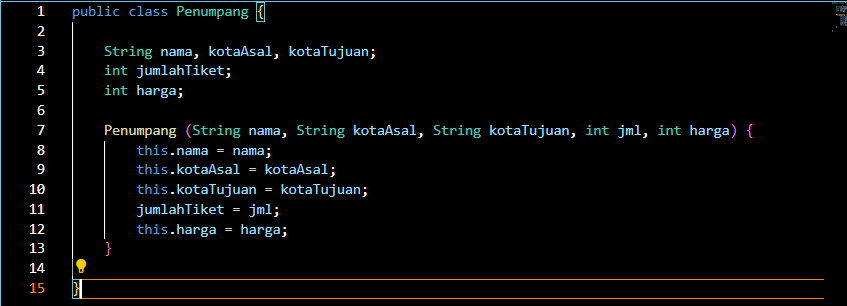 1 public class Penumpang {
2
3 String nama, kotaAsal, kotaTujuan;
4 int jumlahTiket;
5 int harga;
6
7 Penumpang (String nama, String kotaAsal, String kotaTujuan, int jml, int harga) {
8 this.nama = nama;
9 this.kotaAsal = kotaAsal;
10 this.kotaTujuan = kotaTujuan;
11 jumlahTiket = jml;
12 this.harga = harga;
13 }
14
15 }